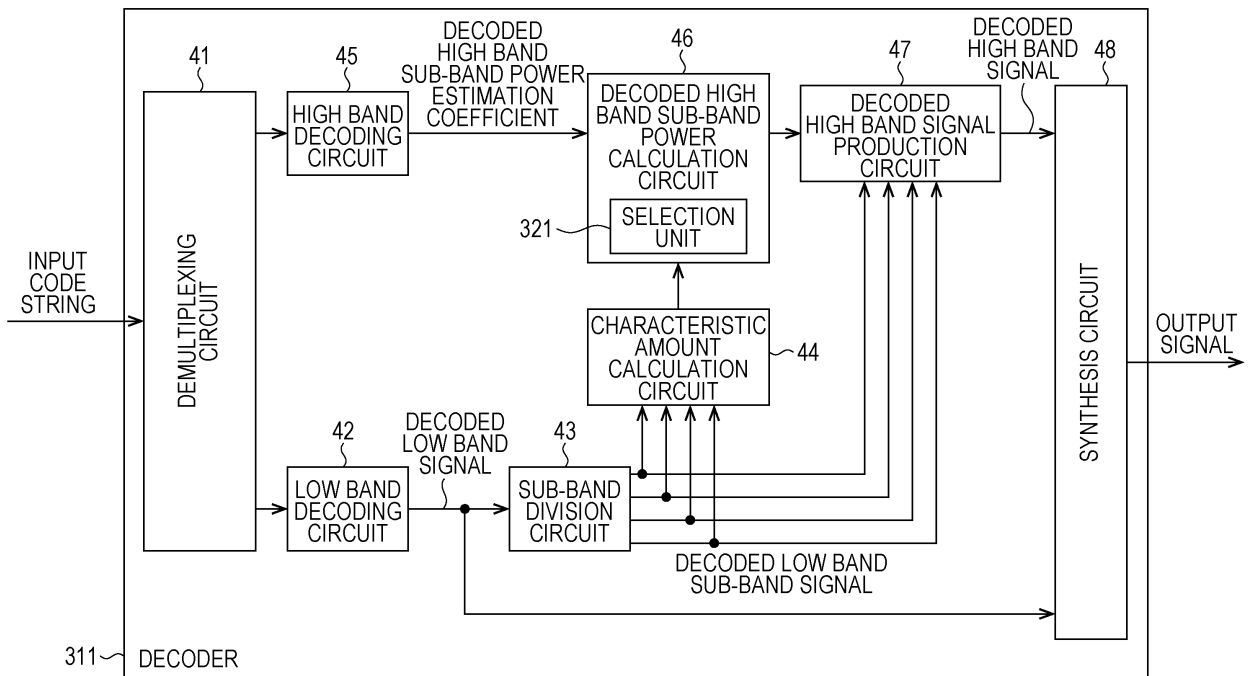 41
45
DECODED
HIGH BAND
SUB-BAND POWER
ESTIMATION
COEFFICIENT
46
47
DECODED
HIGH BAND
SIGNAL
48
HIGH BAND
DECODING
CIRCUIT
DECODED HIGH
BAND SUB-BAND
POWER
CALCULATION
CIRCUIT
SELECTION
UNIT
321
DECODED
HIGH BAND SIGNAL
PRODUCTION
CIRCUIT
INPUT
CODE
STRING
DEMULTIPLEXING
CIRCUIT
CHARACTERISTIC
AMOUNT
CALCULATION
CIRCUIT
44
SYNTHESIS CIRCUIT
OUTPUT
SIGNAL
42
DECODED
LOW BAND
SIGNAL
43
LOW BAND
DECODING
CIRCUIT
SUB-BAND
DIVISION
CIRCUIT
DECODED LOW BAND
SUB-BAND SIGNAL
311
DECODER